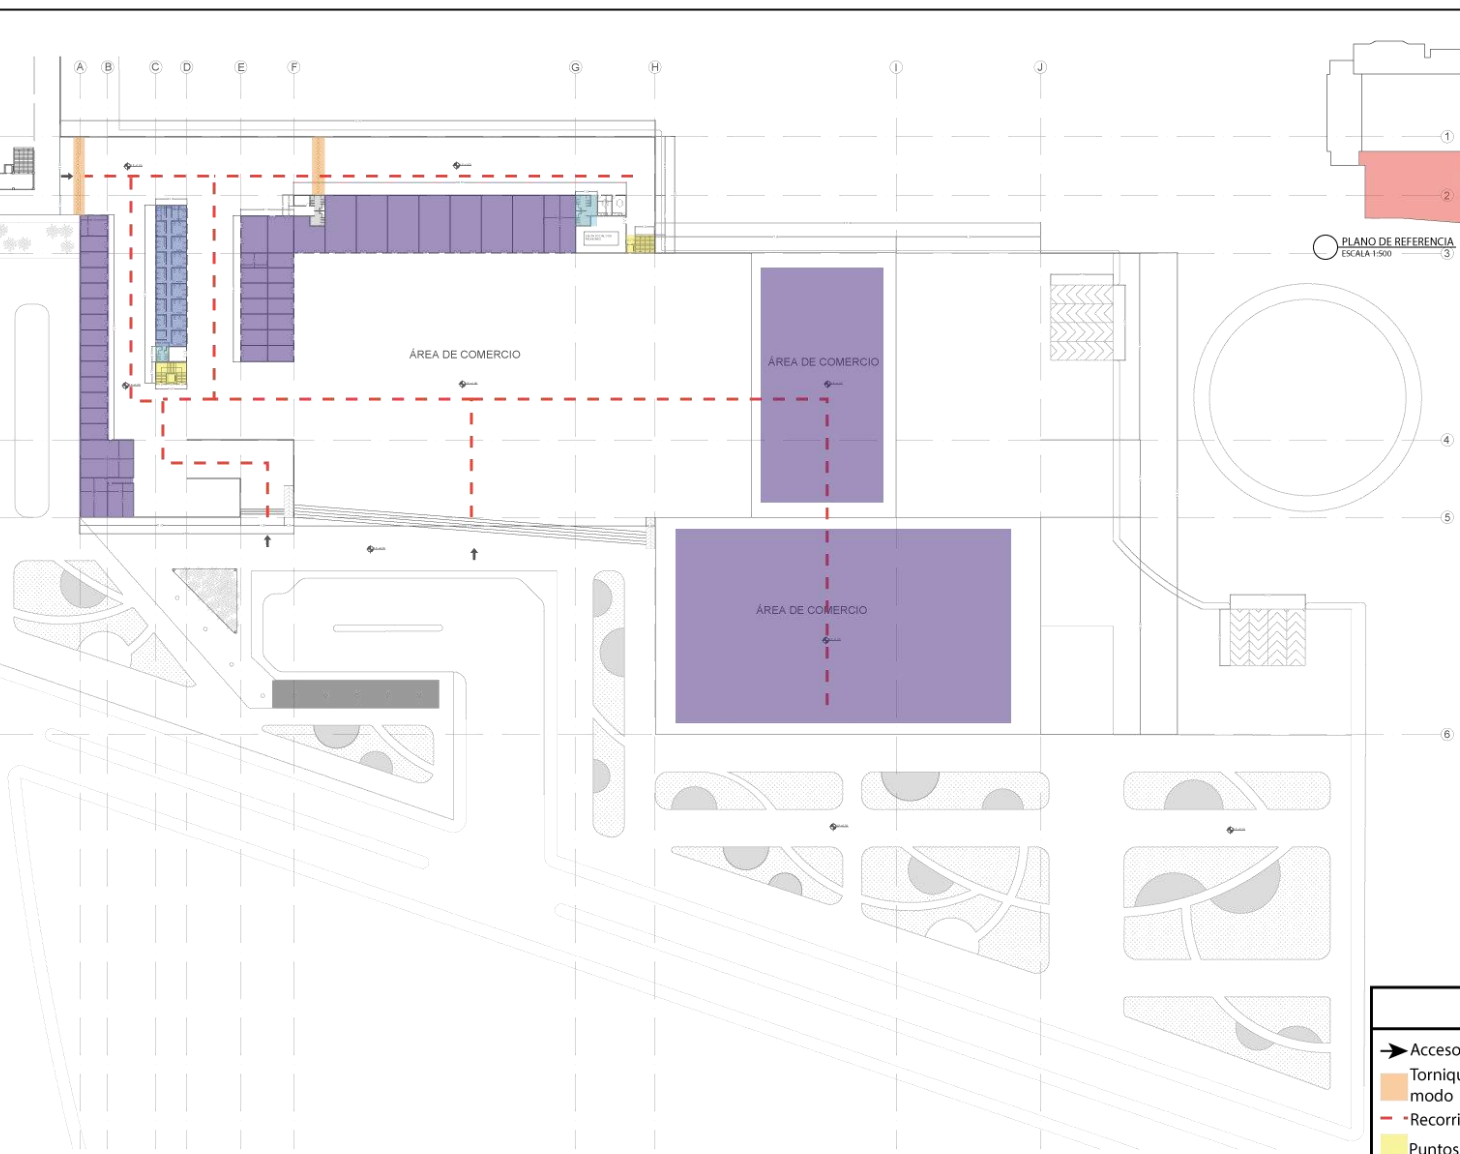 A B C D E F G H I J
1
2
PLANO DE REFERENCIA
ESCALA 1:500
3
ÁREA DE COMERCIO
ÁREA DE COMERCIO
4
5
ÁREA DE COMERCIO
6
Acceso
Torniqu
modo
Recorri
Puntos